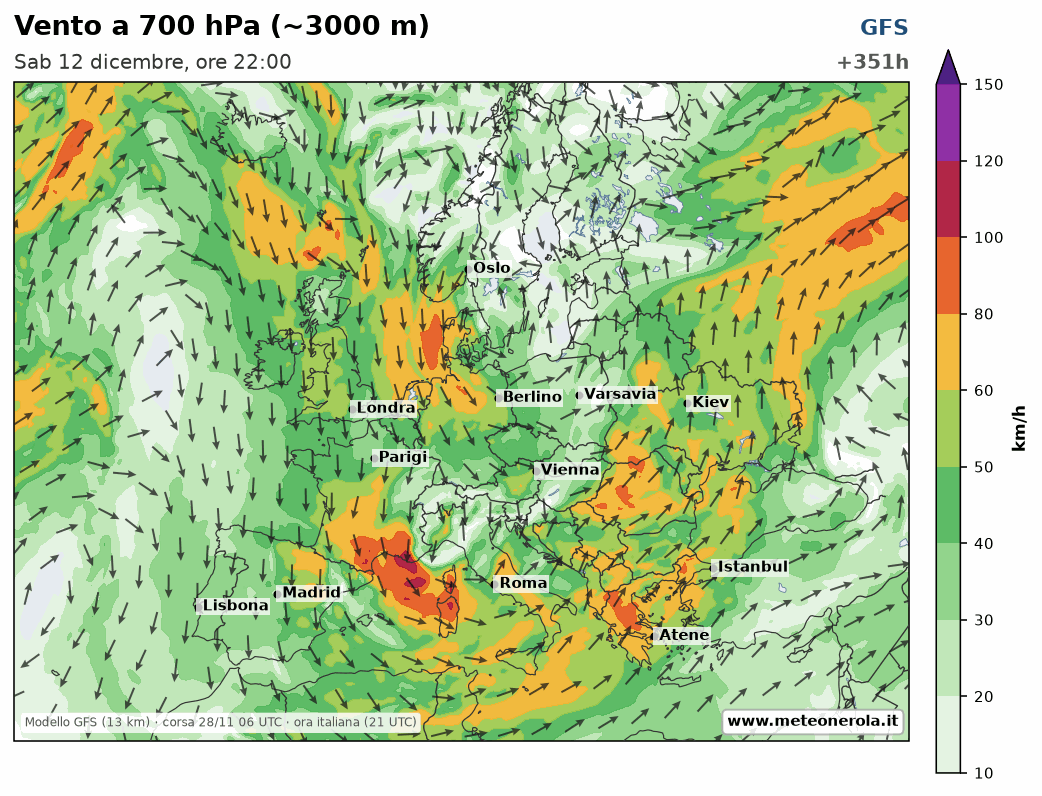 Vento a 700 hPa (~3000 m)
GFS
Sab 12 dicembre, ore 22:00
+351h
150
120
100
80
60
50
40
30
20
10
km/h
Oslo
Berlino
Varsavia
Kiev
Londra
Parigi
Vienna
Istanbul
Roma
Madrid
Lisbona
Atene
Modello GFS (13 km) · corsa 28/11 06 UTC · ora italiana (21 UTC)
www.meteonerola.it